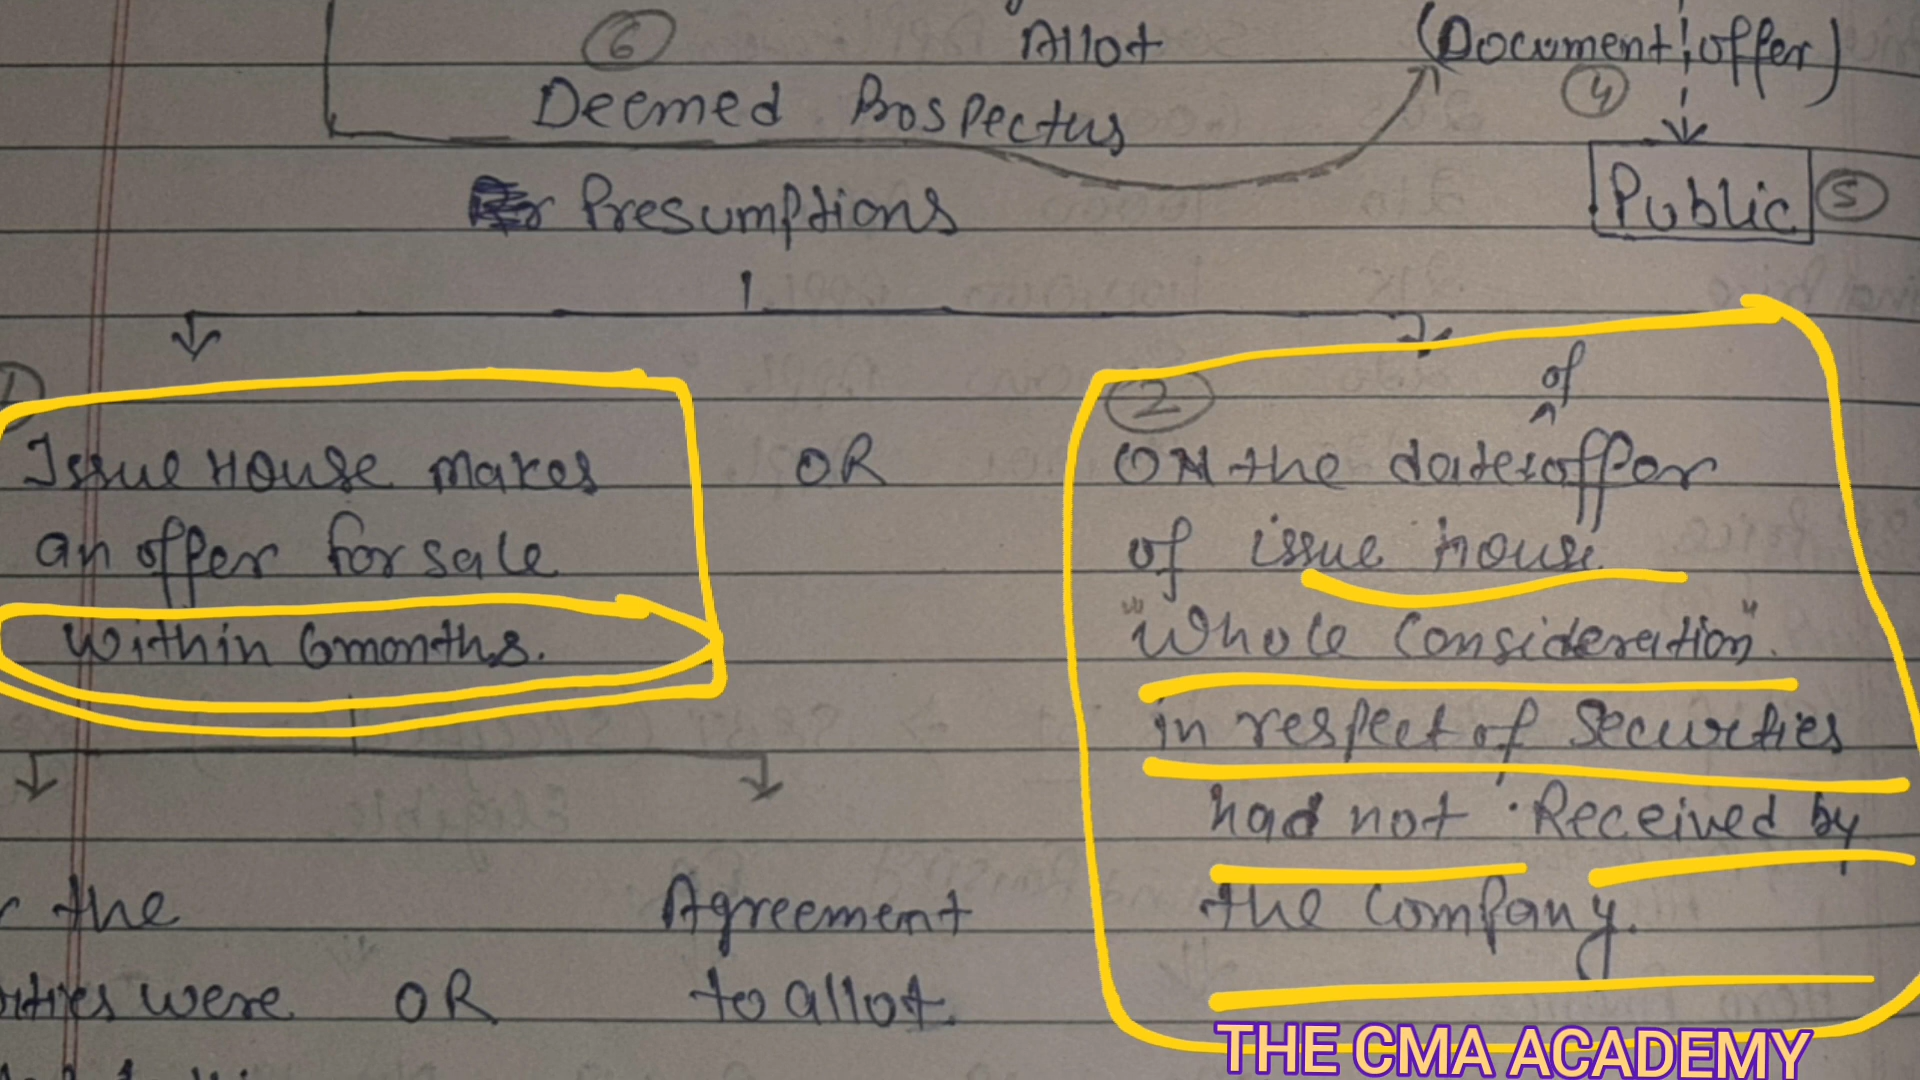 6 Allot (Document offer)
4
Deemed Prospectus
Presumptions Public 5
1 2 of
Issue House makes OR ON the date offer
an offer for sale of issue house
within 6 months. "Whole Consideration".
in respect of Securities
had not Received by
the Agreement the Company.
were OR to allot.
THE CMA ACADEMY